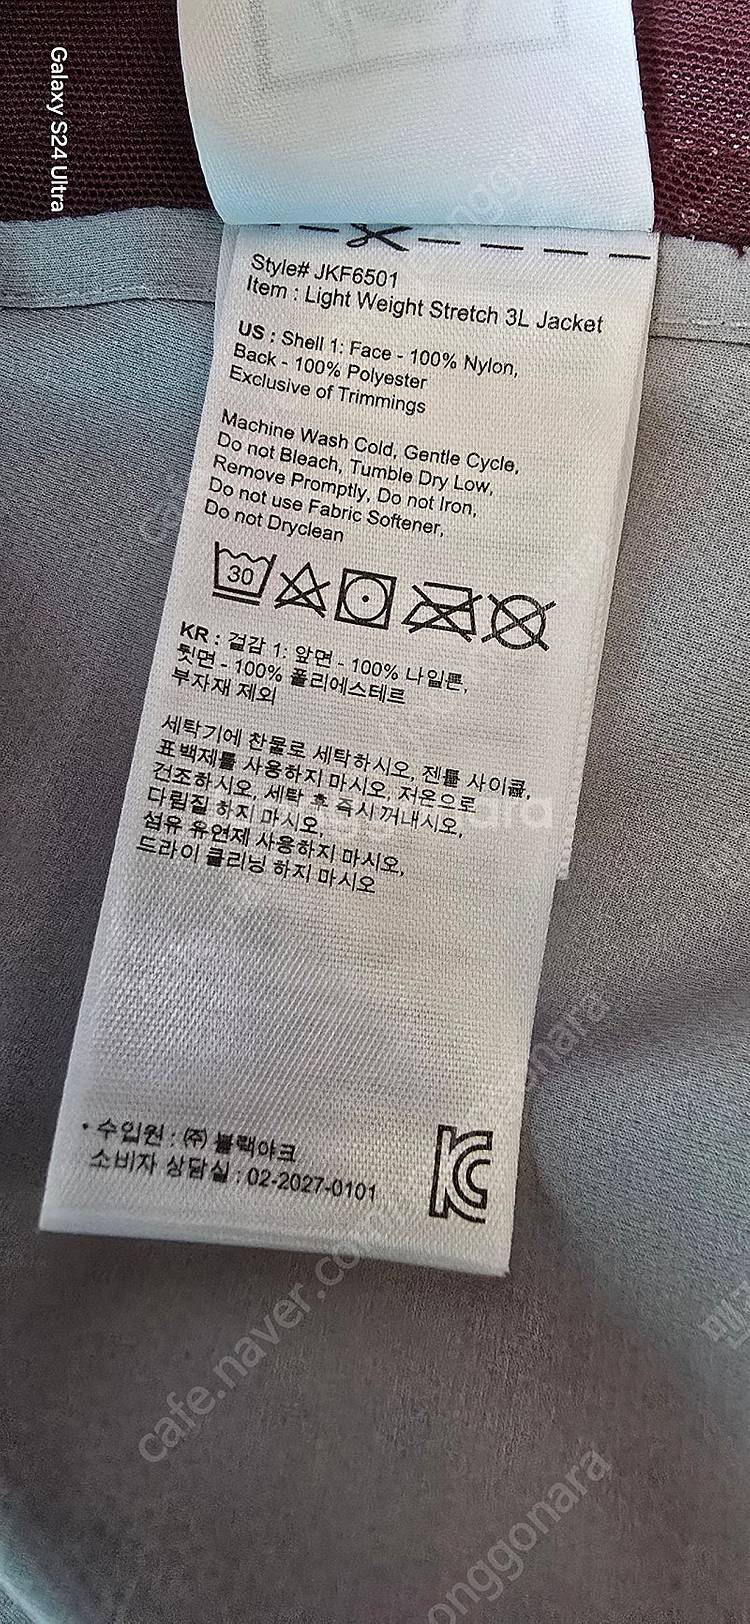 Galaxy S24 Ultra
Style# JKF6501
Item : Light Weight Stretch 3L Jacket
US : Shell 1: Face - 100% Nylon,
Back - 100% Polyester
Exclusive of Trimmings
Machine Wash Cold, Gentle Cycle,
Do not Bleach, Tumble Dry Low,
Remove Promptly, Do not Iron,
Do not use Fabric Softener,
Do not Dryclean
30
KR : 겉감 1: 앞면 - 100% 나일론,
뒷면 - 100% 폴리에스테르
부자재 제외
세탁기에 찬물로 세탁하시오, 젠틀 사이클,
표백제를 사용하지 마시오, 저온으로
건조하시오, 세탁 후 즉시 꺼내시오,
다림질 하지 마시오,
섬유 유연제 사용하지 마시오,
드라이 클리닝 하지 마시오
• 수입원 : ㈜ 블랙야크
소비자 상담실 : 02-2027-0101
KC
cafe.naver.co
onggonara